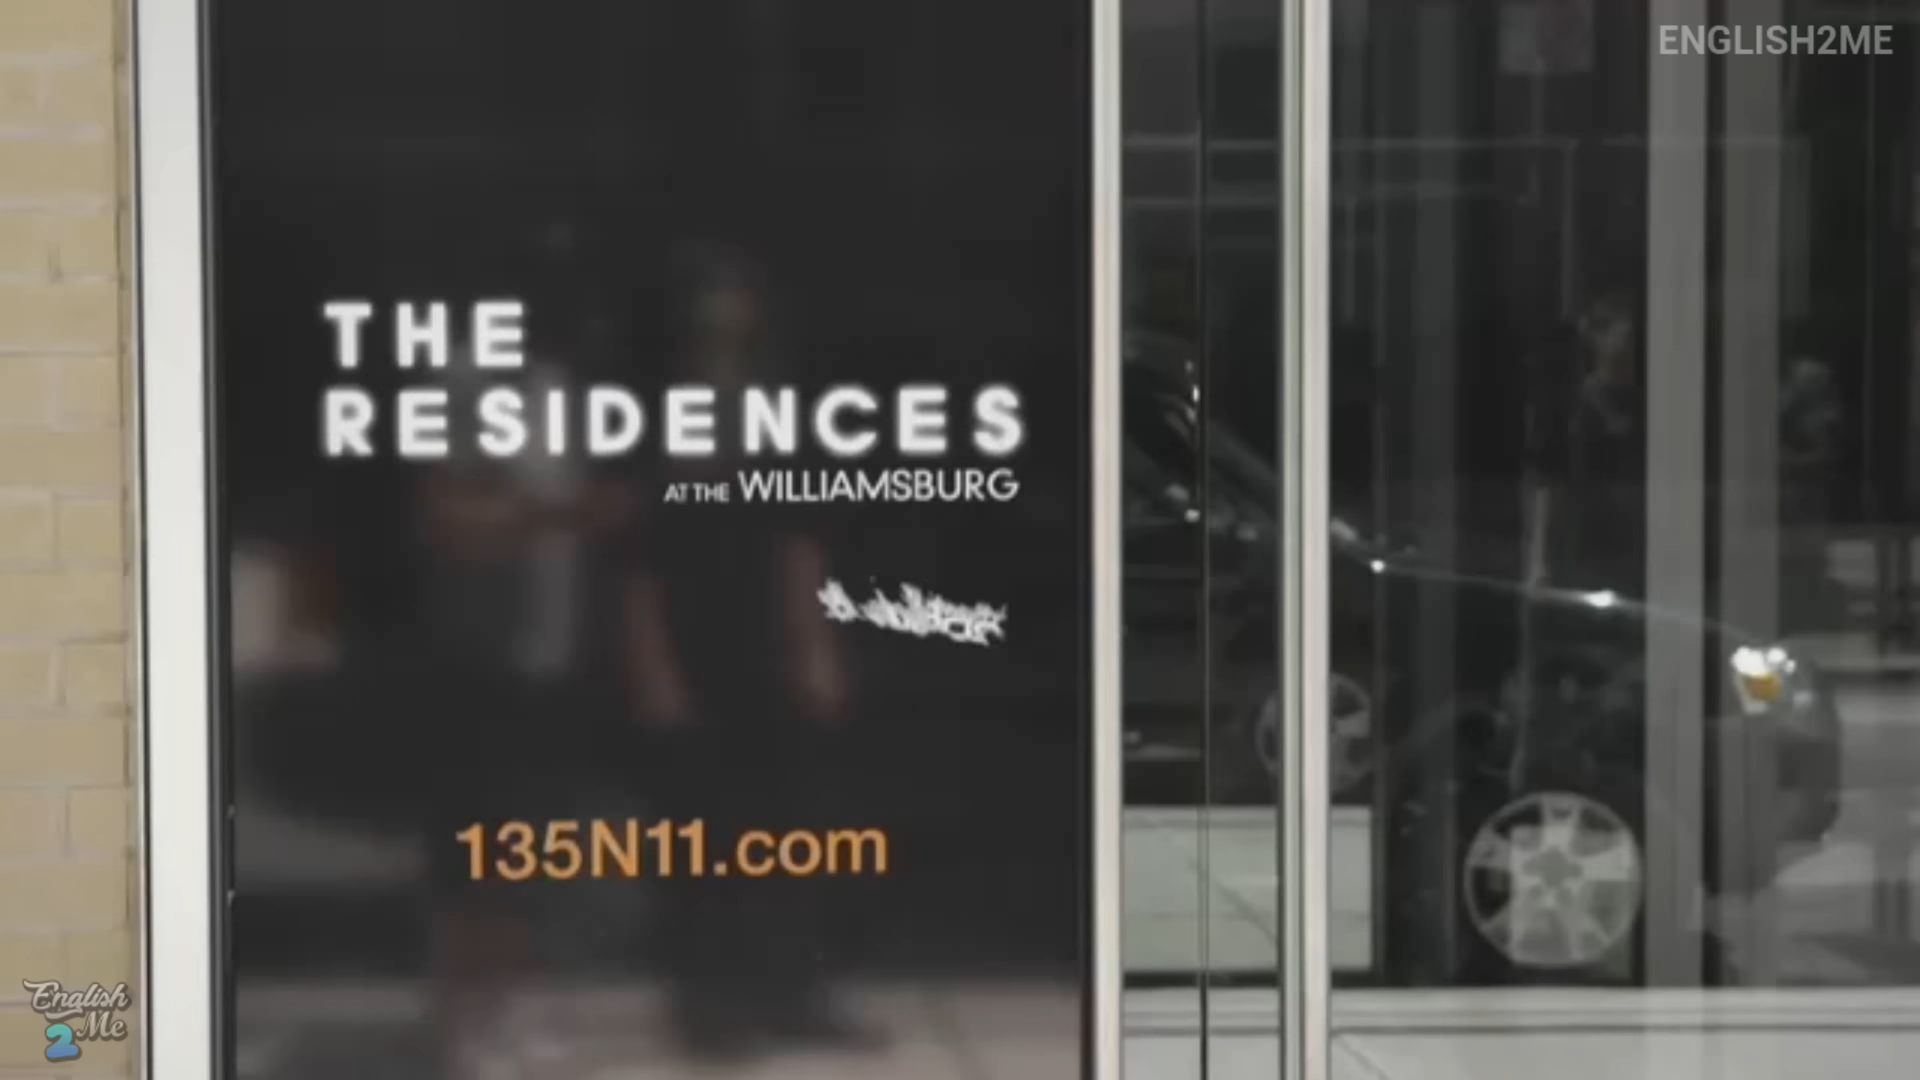 ENGLISH2ME
THE
RESIDENCES
AT THE WILLIAMSBURG
135N11.com
English
2 Me